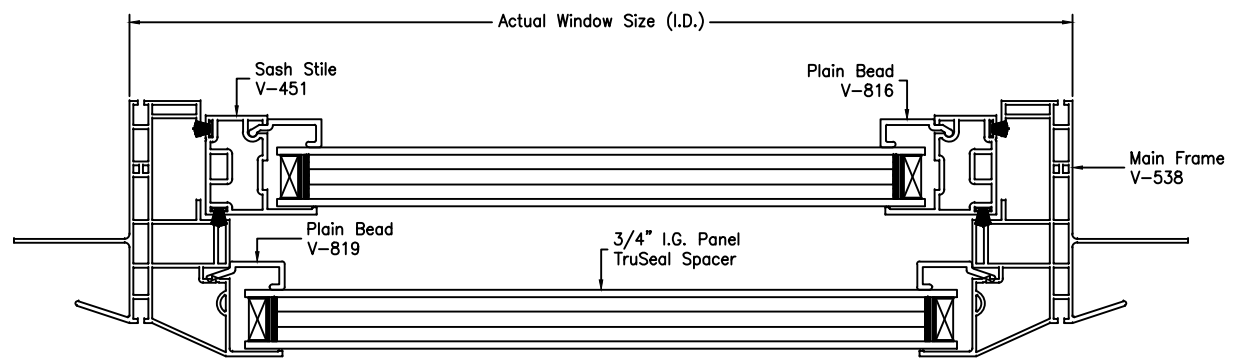 Actual Window Size (I.D.)
Sash Stile
V-451
Plain Bead
V-816
Main Frame
V-538
Plain Bead
V-819
3/4" I.G. Panel
TruSeal Spacer